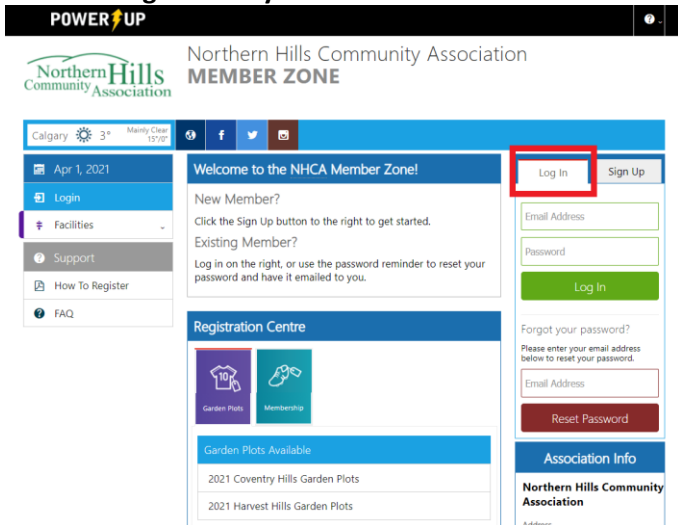 POWER UP
Northern Hills
Community Association
Northern Hills Community Association
MEMBER ZONE
Calgary 3° Mainly Clear
15°/0°
f
Apr 1, 2021
Login
Facilities
Support
How To Register
FAQ
Welcome to the NHCA Member Zone!
New Member?
Click the Sign Up button to the right to get started.
Existing Member?
Log in on the right, or use the password reminder to reset your
password and have it emailed to you.
Registration Centre
10
Garden Plots
Membership
Garden Plots Available
2021 Coventry Hills Garden Plots
2021 Harvest Hills Garden Plots
Log In
Sign Up
Email Address
Password
Log In
Forgot your password?
Please enter your email address
below to reset your password.
Email Address
Reset Password
Association Info
Northern Hills Community
Association